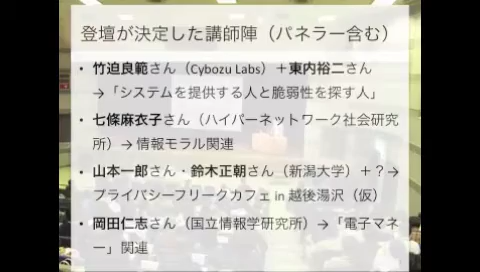 登壇が決定した講師陣（パネラー含む）
• 竹迫良範さん（Cybozu Labs）＋東内裕二さん
→「システムを提供する人と脆弱性を探す人」
• 七條麻衣子さん（ハイパーネットワーク社会研究
所）→ 情報モラル関連
• 山本一郎さん・鈴木正朝さん（新潟大学）＋？→
プライバシーフリークカフェ in 越後湯沢（仮）
• 岡田仁志さん（国立情報学研究所）→「電子マネ
ー」関連